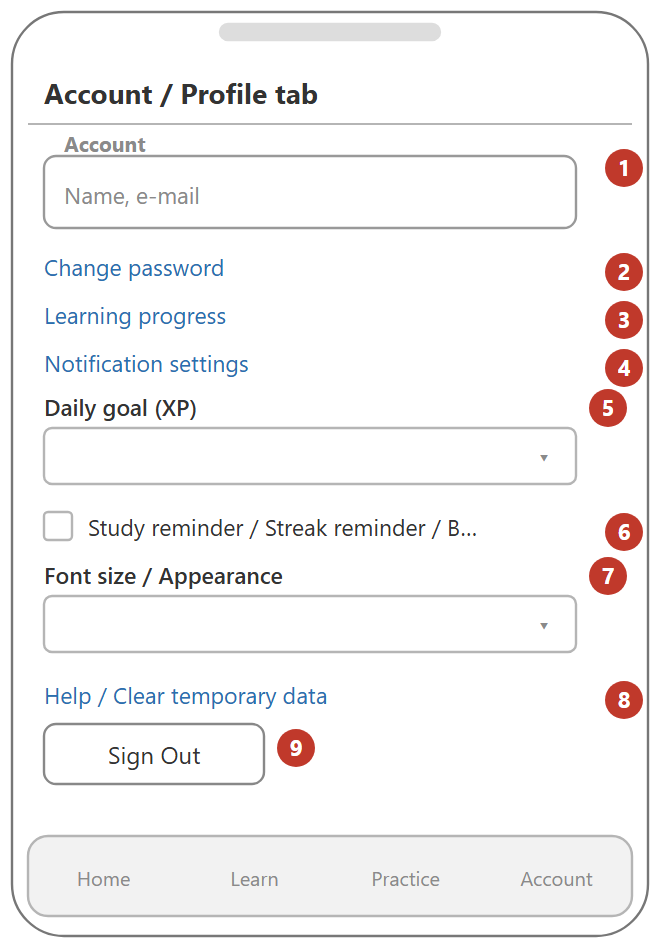 Account / Profile tab
Account
1
Name, e-mail
Change password
2
Learning progress
3
Notification settings
4
Daily goal (XP)
5
▼
Study reminder / Streak reminder / B...
6
Font size / Appearance
7
▼
Help / Clear temporary data
8
Sign Out
9
Home Learn Practice Account